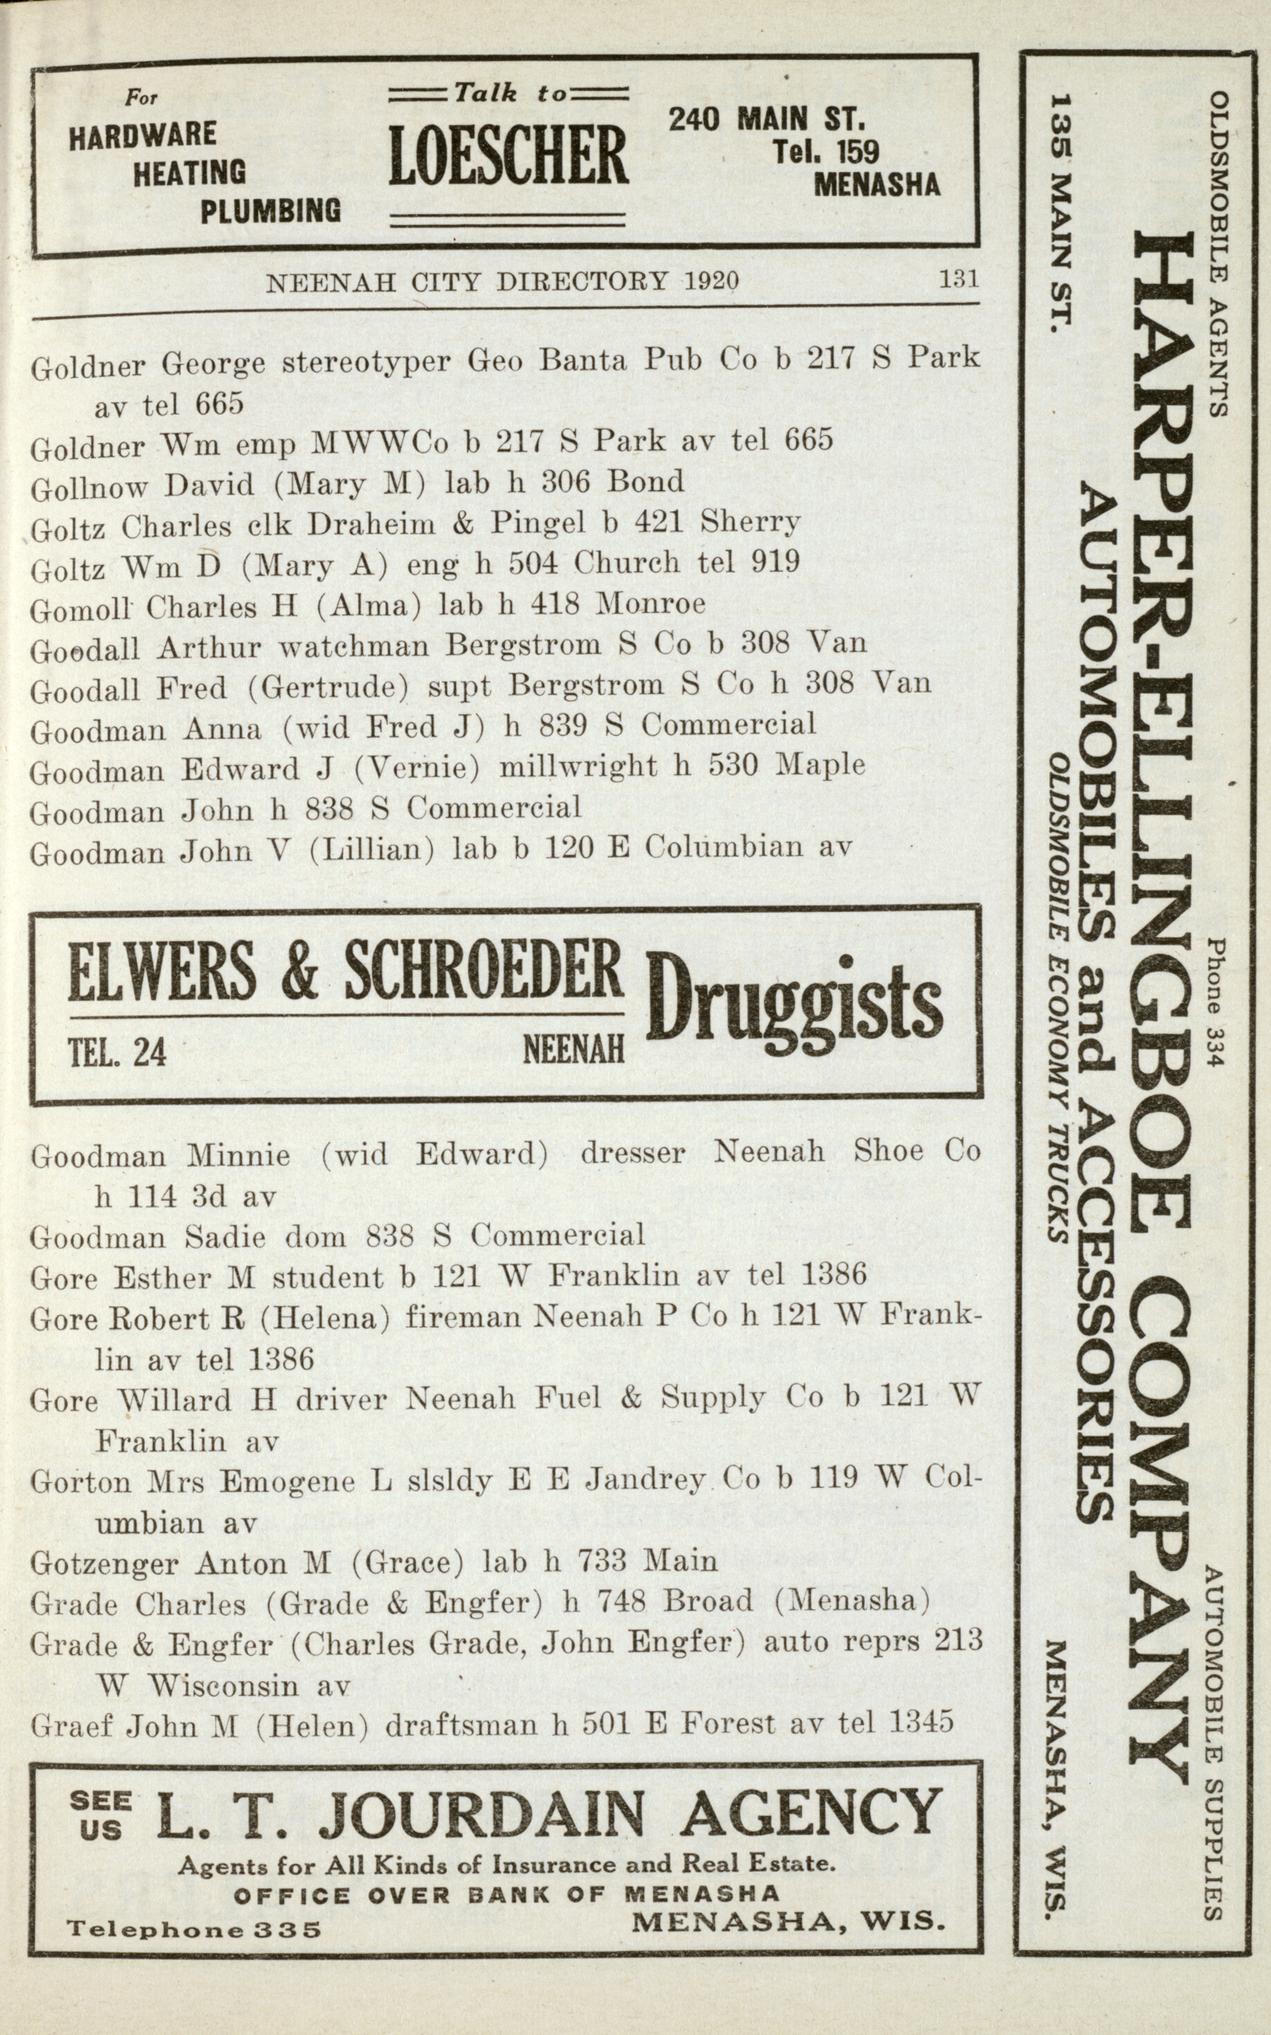 For
HARDWARE
HEATING
PLUMBING
Talk to
LOESCHER
240 MAIN ST.
Tel. 159
MENASHA
NEENAH CITY DIRECTORY 1920 131
Goldner George stereotyper Geo Banta Pub Co b 217 S Park
av tel 665
Goldner Wm emp MWWCo b 217 S Park av tel 665
Gollnow David (Mary M) lab h 306 Bond
Goltz Charles clk Draheim & Pingel b 421 Sherry
Goltz Wm D (Mary A) eng h 504 Church tel 919
Gomoll Charles H (Alma) lab h 418 Monroe
Goodall Arthur watchman Bergstrom S Co b 308 Van
Goodall Fred (Gertrude) supt Bergstrom S Co h 308 Van
Goodman Anna (wid Fred J) h 839 S Commercial
Goodman Edward J (Vernie) millwright h 530 Maple
Goodman John h 838 S Commercial
Goodman John V (Lillian) lab b 120 E Columbian av
ELWERS & SCHROEDER
TEL. 24 NEENAH
Druggists
Goodman Minnie (wid Edward) dresser Neenah Shoe Co
h 114 3d av
Goodman Sadie dom 838 S Commercial
Gore Esther M student b 121 W Franklin av tel 1386
Gore Robert R (Helena) fireman Neenah P Co h 121 W Frank-
lin av tel 1386
Gore Willard H driver Neenah Fuel & Supply Co b 121 W
Franklin av
Gorton Mrs Emogene L slsldy E E Jandrey Co b 119 W Col-
umbian av
Gotzenger Anton M (Grace) lab h 733 Main
Grade Charles (Grade & Engfer) h 748 Broad (Menasha)
Grade & Engfer (Charles Grade, John Engfer) auto reprs 213
W Wisconsin av
Graef John M (Helen) draftsman h 501 E Forest av tel 1345
SEE US L. T. JOURDAIN AGENCY
Agents for All Kinds of Insurance and Real Estate.
OFFICE OVER BANK OF MENASHA
Telephone 335 MENASHA, WIS.
OLDSMOBILE AGENTS Phone 334 AUTOMOBILE SUPPLIES
HARPER-ELLINGBOE COMPANY
AUTOMOBILES and ACCESSORIES
OLDSMOBILE ECONOMY TRUCKS
135 MAIN ST. MENASHA, WIS.